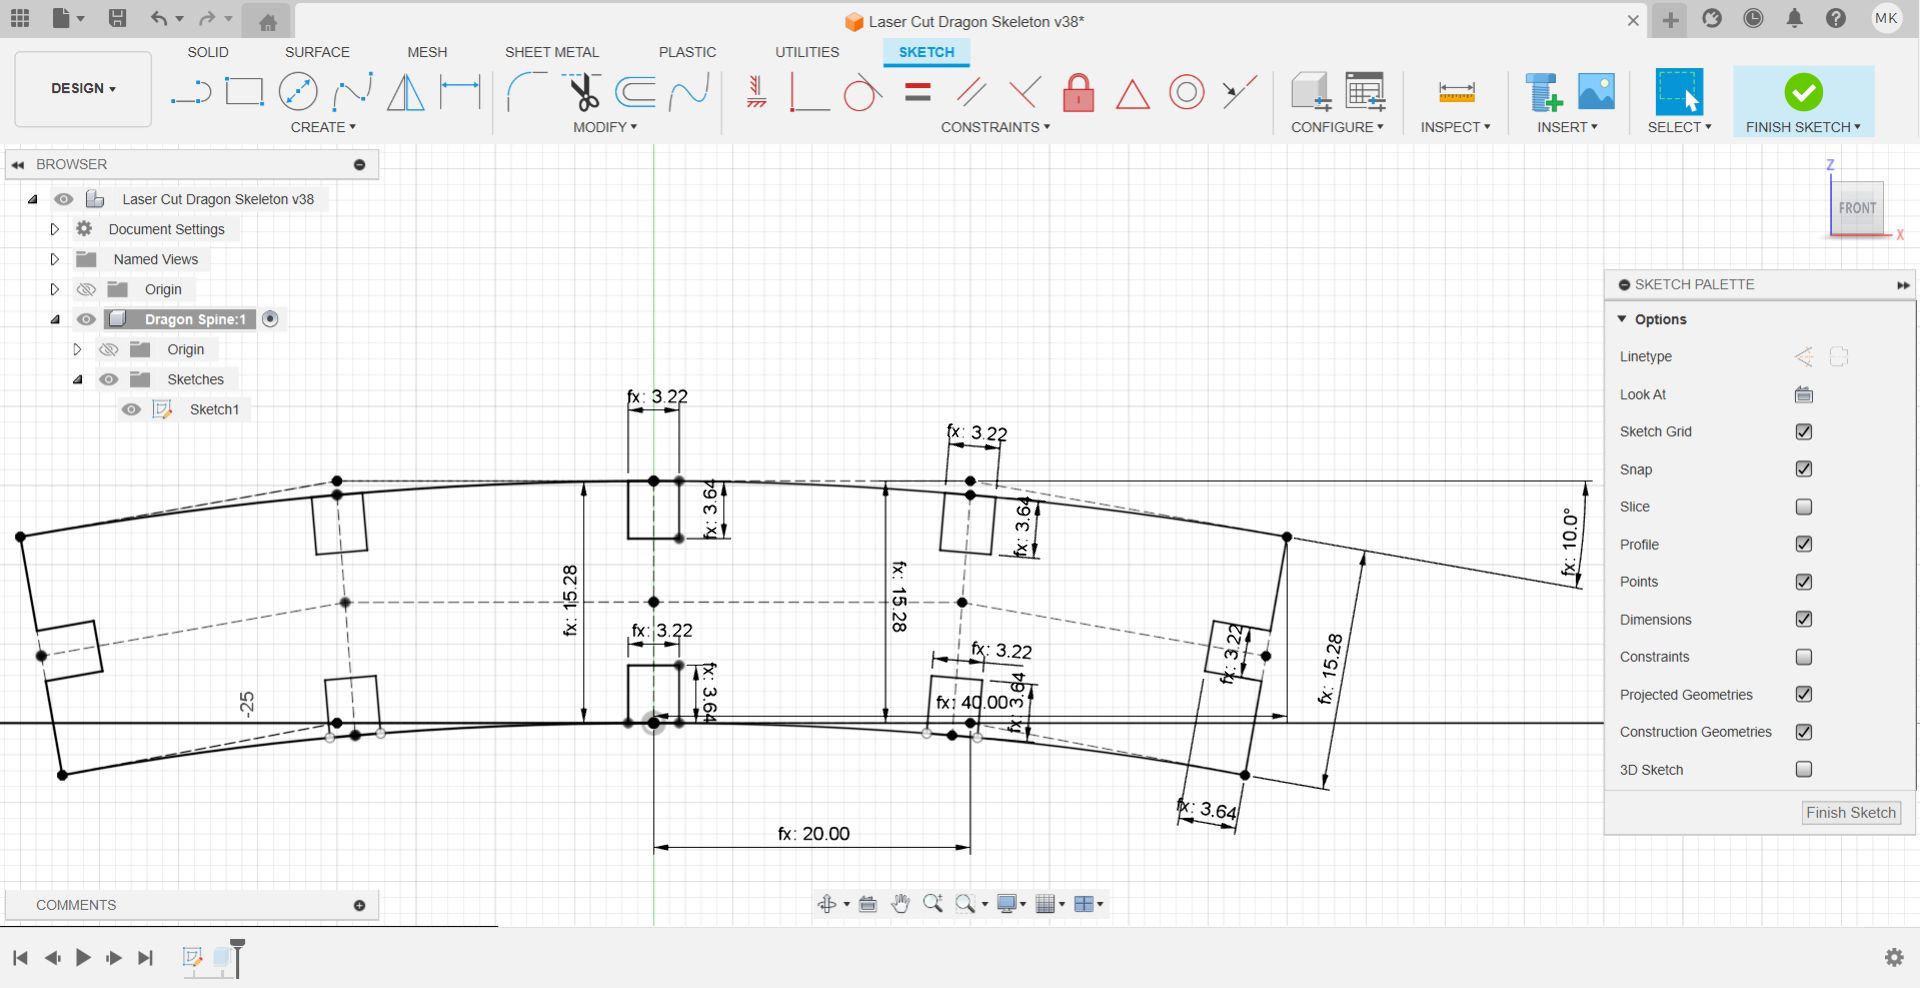 Laser Cut Dragon Skeleton v38*
MK
SOLID
SURFACE
MESH
SHEET METAL
PLASTIC
UTILITIES
SKETCH
DESIGN
CREATE
MODIFY
CONSTRAINTS
CONFIGURE
INSPECT
INSERT
SELECT
FINISH SKETCH
BROWSER
Laser Cut Dragon Skeleton v38
Document Settings
Named Views
Origin
Dragon Spine:1
Origin
Sketches
Sketch1
Z
FRONT
X
SKETCH PALETTE
Options
Linetype
Look At
Sketch Grid
Snap
Slice
Profile
Points
Dimensions
Constraints
Projected Geometries
Construction Geometries
3D Sketch
Finish Sketch
fx: 3.22
fx: 3.22
fx: 3.64
fx: 3.64
fx: 10.0°
fx: 15.28
fx: 15.28
fx: 3.22
fx: 3.22
fx: 3.22
fx: 15.28
fx: 3.64
fx: 3.64
fx: 40.00
-25
fx: 3.64
fx: 20.00
COMMENTS